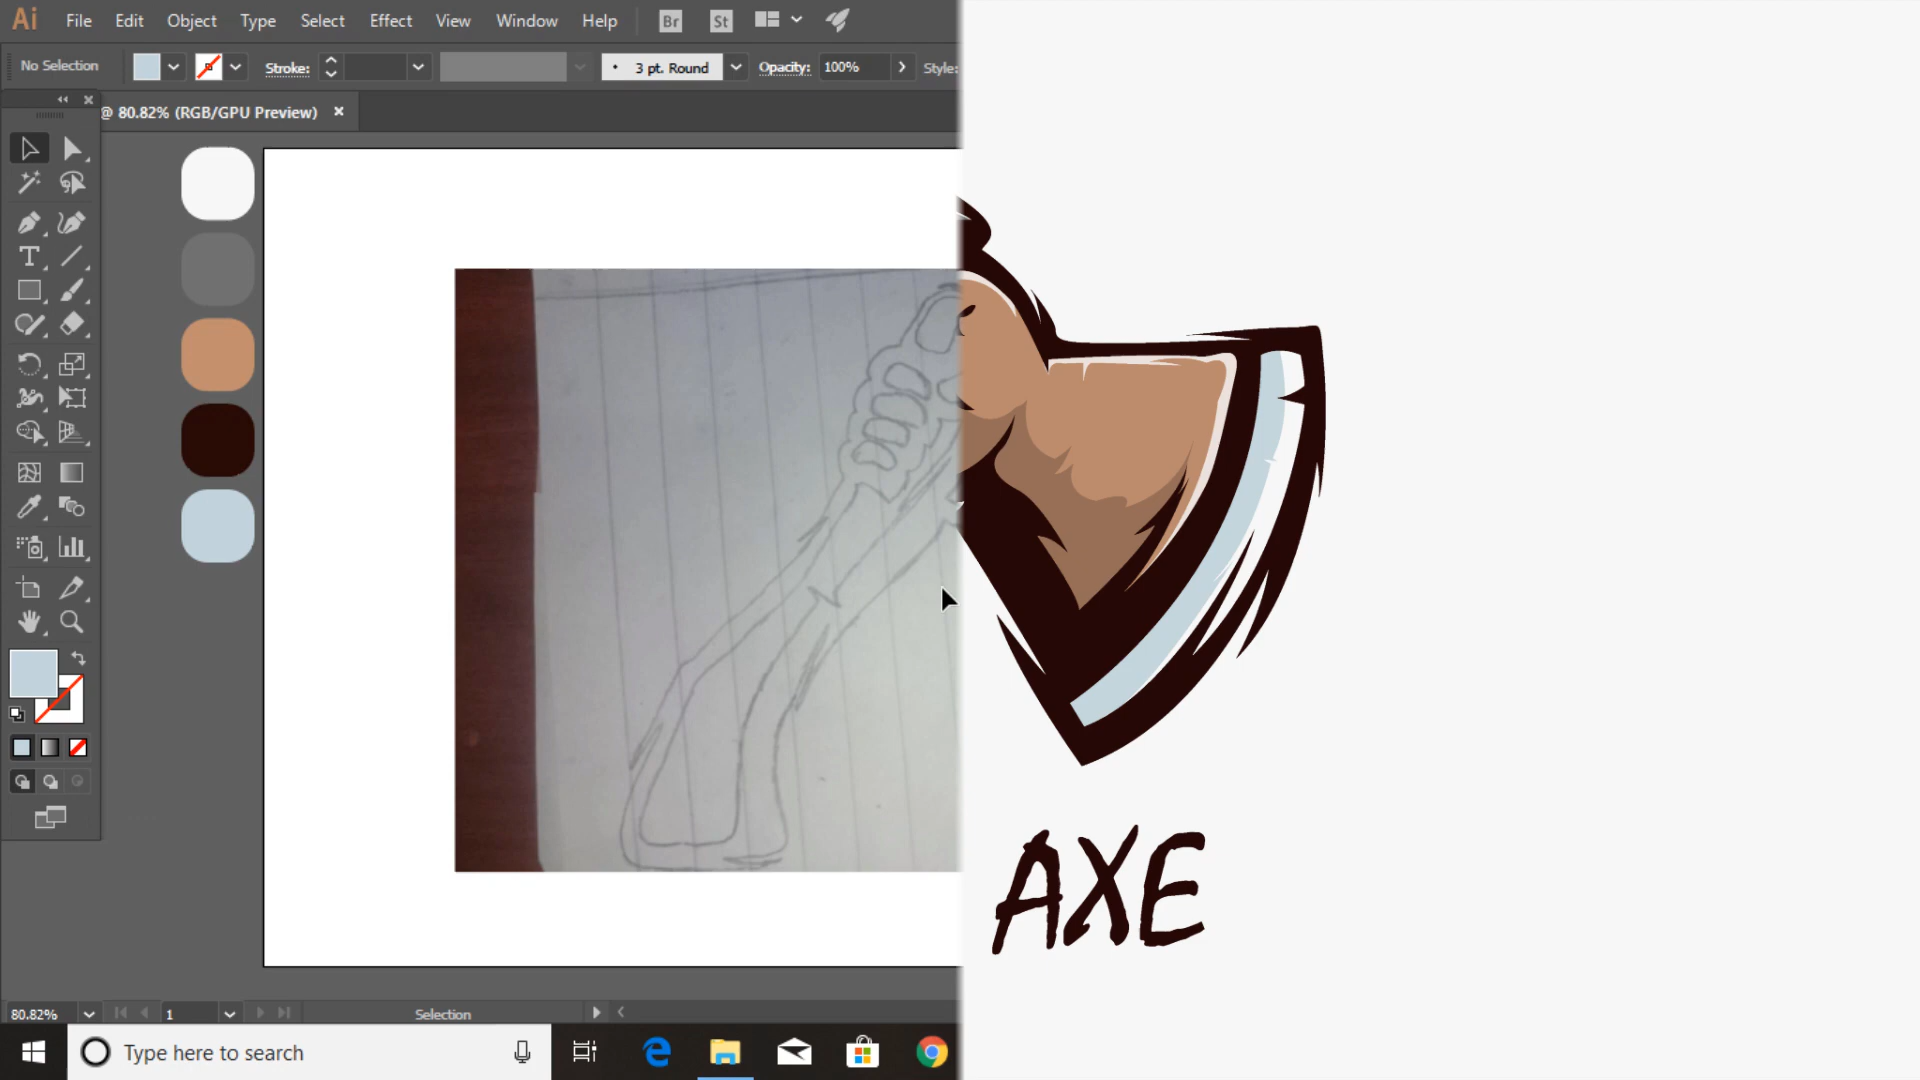 Ai File Edit Object Type Select Effect View Window Help Br St
No Selection Stroke: 3 pt. Round Opacity: 100% Style:
@ 80.82% (RGB/GPU Preview)
AXE
80.82% 1 Selection
Type here to search